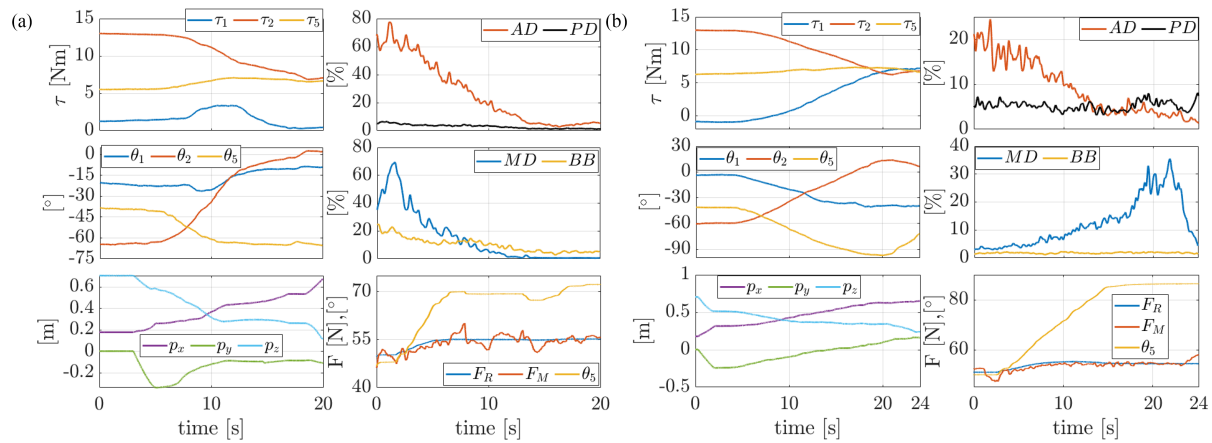 (a)
τ [Nm]
15
10
5
0
τ1 τ2 τ5
[%]
80
60
40
20
0
AD PD
[°]
0
-15
-30
-45
-60
-75
θ1 θ2 θ5
[%]
80
60
40
20
0
MD BB
[m]
0.6
0.4
0.2
0
-0.2
px py pz
0 10 20
time [s]
F [N],[°]
70
55
40
FR FM θ5
0 10 20
time [s]
(b)
τ [Nm]
15
10
5
0
τ1 τ2 τ5
[%]
20
10
0
AD PD
[°]
30
0
-30
-60
-90
θ1 θ2 θ5
[%]
40
20
0
MD BB
[m]
1
0.5
0
-0.5
px py pz
0 10 20 24
time [s]
F [N],[°]
80
60
FR
FM
θ5
0 10 20 24
time [s]